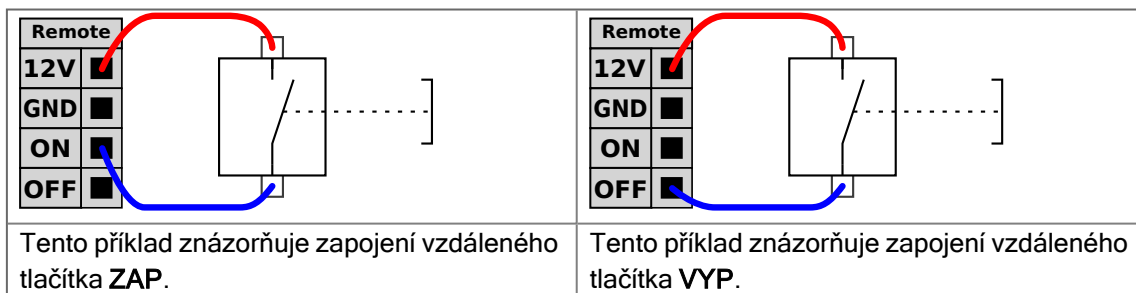 Remote
12V
GND
ON
OFF
Tento příklad znázorňuje zapojení vzdáleného
tlačítka ZAP.
Remote
12V
GND
ON
OFF
Tento příklad znázorňuje zapojení vzdáleného
tlačítka VYP.